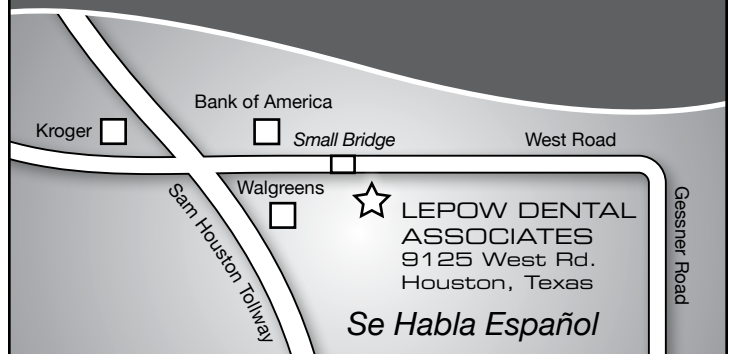 Bank of America
Kroger
Small Bridge
West Road
Walgreens
Sam Houston Tollway
Gessner Road
LEPOW DENTAL
ASSOCIATES
9125 West Rd.
Houston, Texas
Se Habla Español